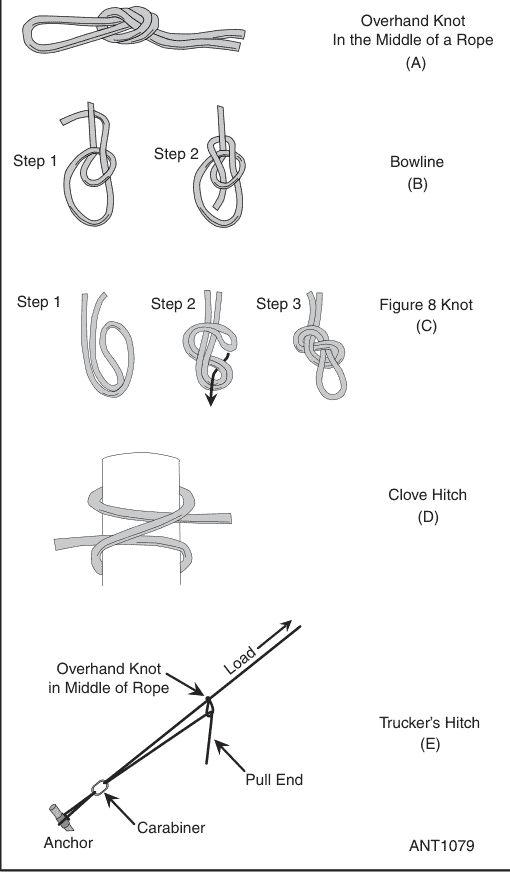 Overhand Knot
In the Middle of a Rope
(A)
Step 1
Step 2
Bowline
(B)
Step 1
Step 2
Step 3
Figure 8 Knot
(C)
Clove Hitch
(D)
Load
Overhand Knot
in Middle of Rope
Trucker's Hitch
(E)
Pull End
Carabiner
Anchor
ANT1079